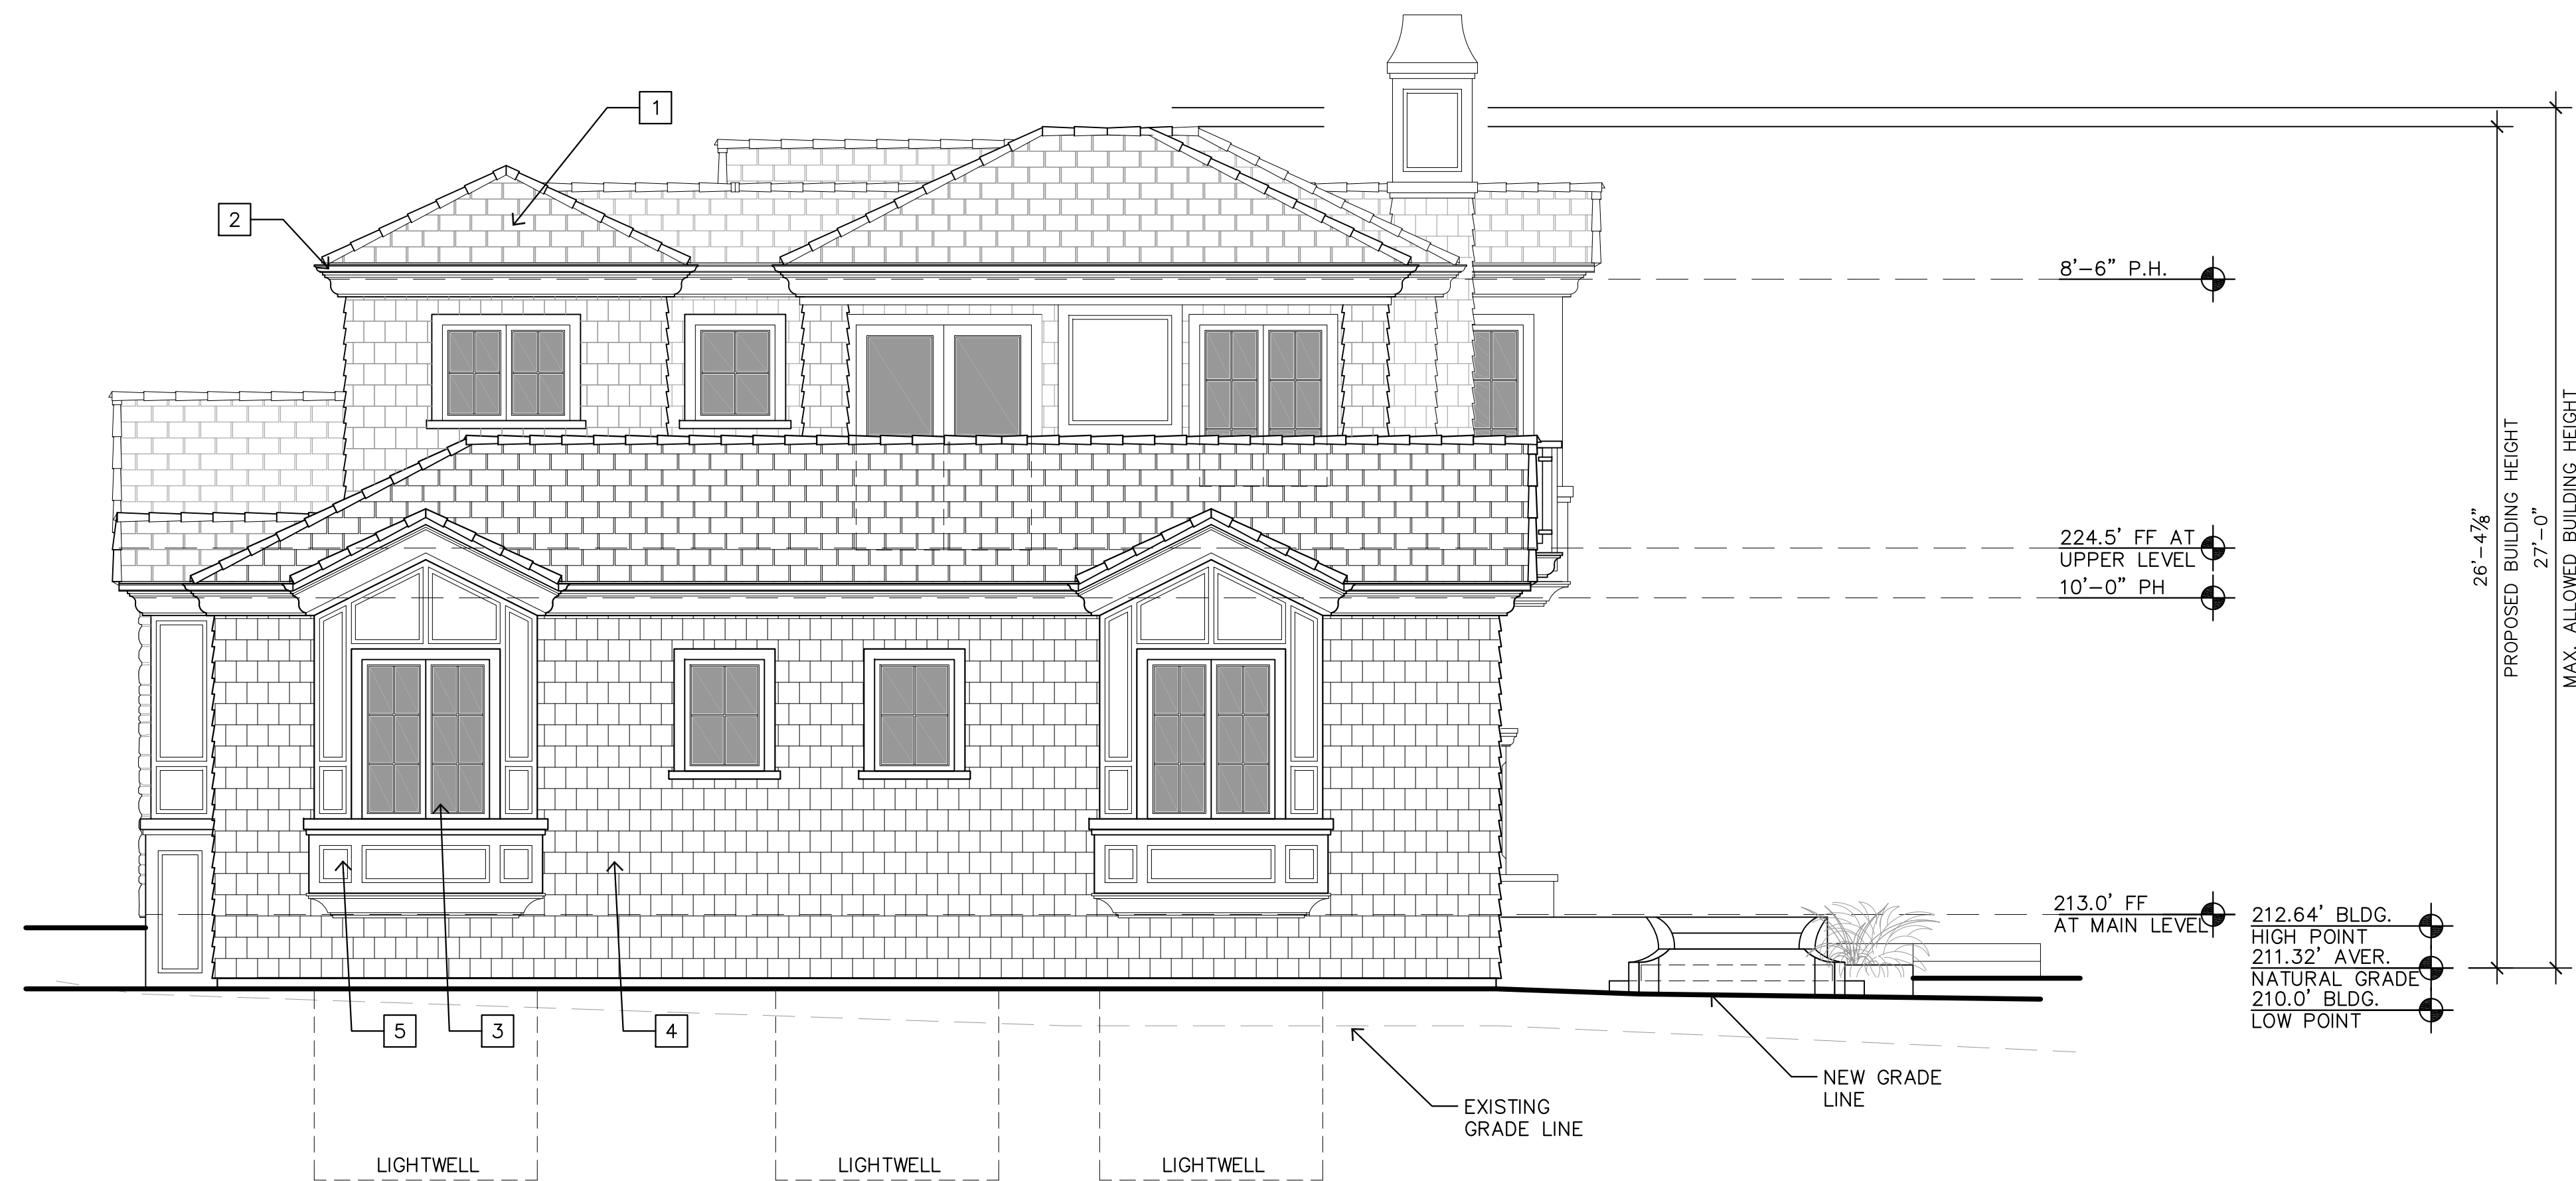 1
2
8'-6" P.H.
224.5' FF AT
UPPER LEVEL
10'-0" PH
213.0' FF
AT MAIN LEVEL
212.64' BLDG.
HIGH POINT
211.32' AVER.
NATURAL GRADE
210.0' BLDG.
LOW POINT
26'-4⅞"
PROPOSED BUILDING HEIGHT
27'-0"
MAX. ALLOWED BUILDING HEIGHT
5
3
4
NEW GRADE
LINE
EXISTING
GRADE LINE
LIGHTWELL
LIGHTWELL
LIGHTWELL